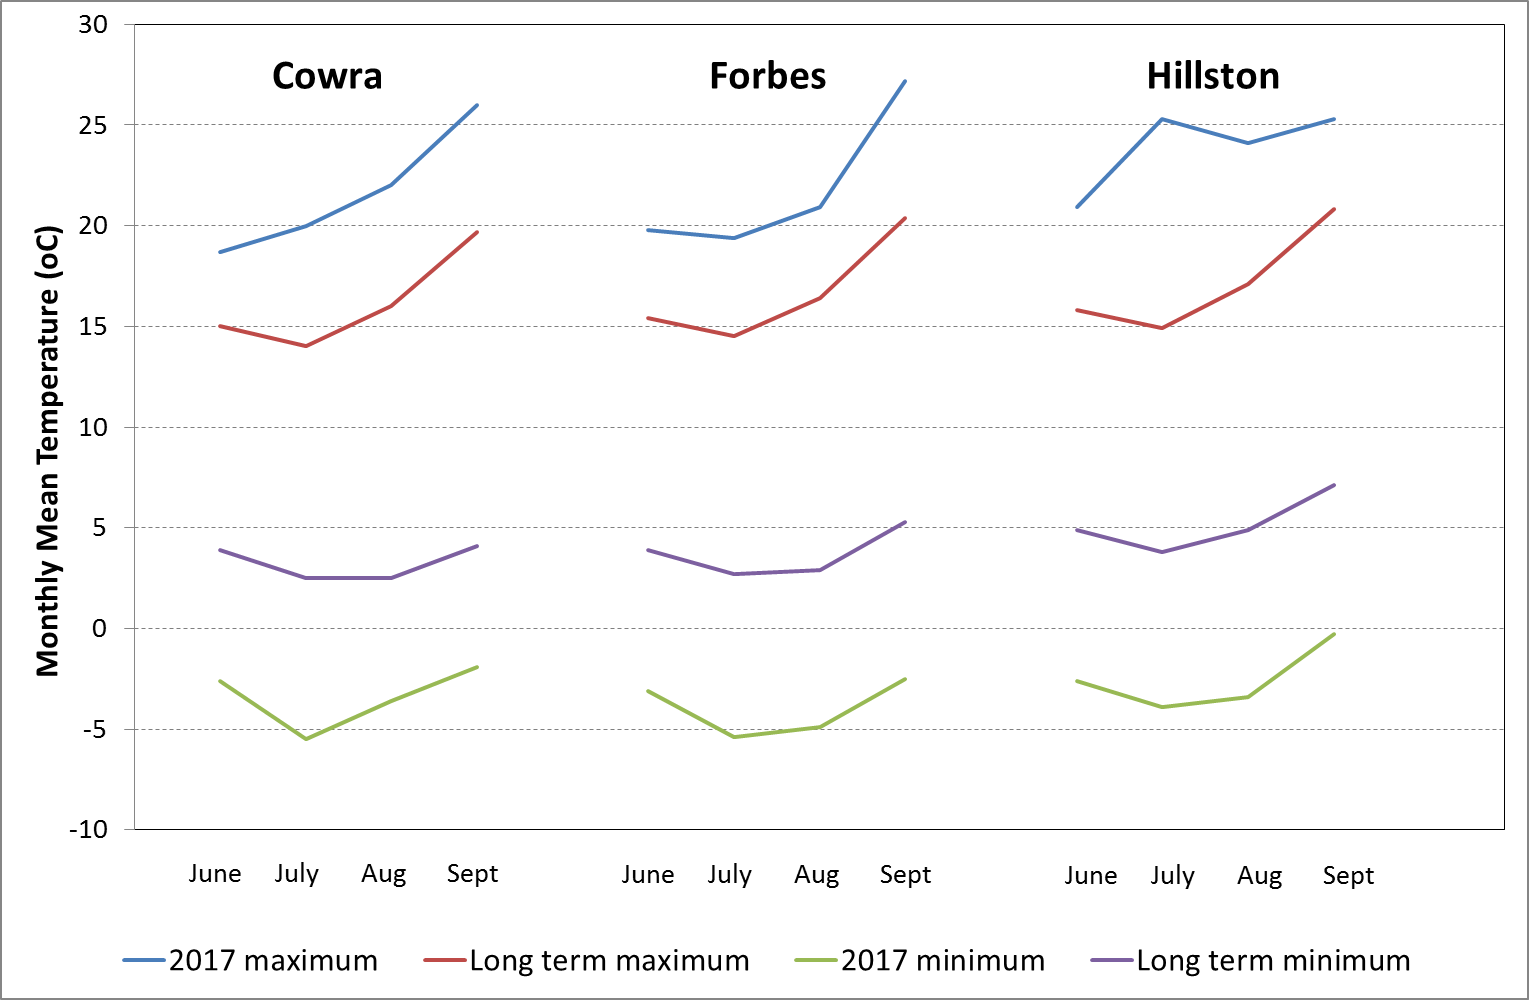 30
25
20
15
10
5
0
-5
-10
Monthly Mean Temperature (oC)
Cowra Forbes Hillston
June July Aug Sept June July Aug Sept June July Aug Sept
2017 maximum Long term maximum 2017 minimum Long term minimum